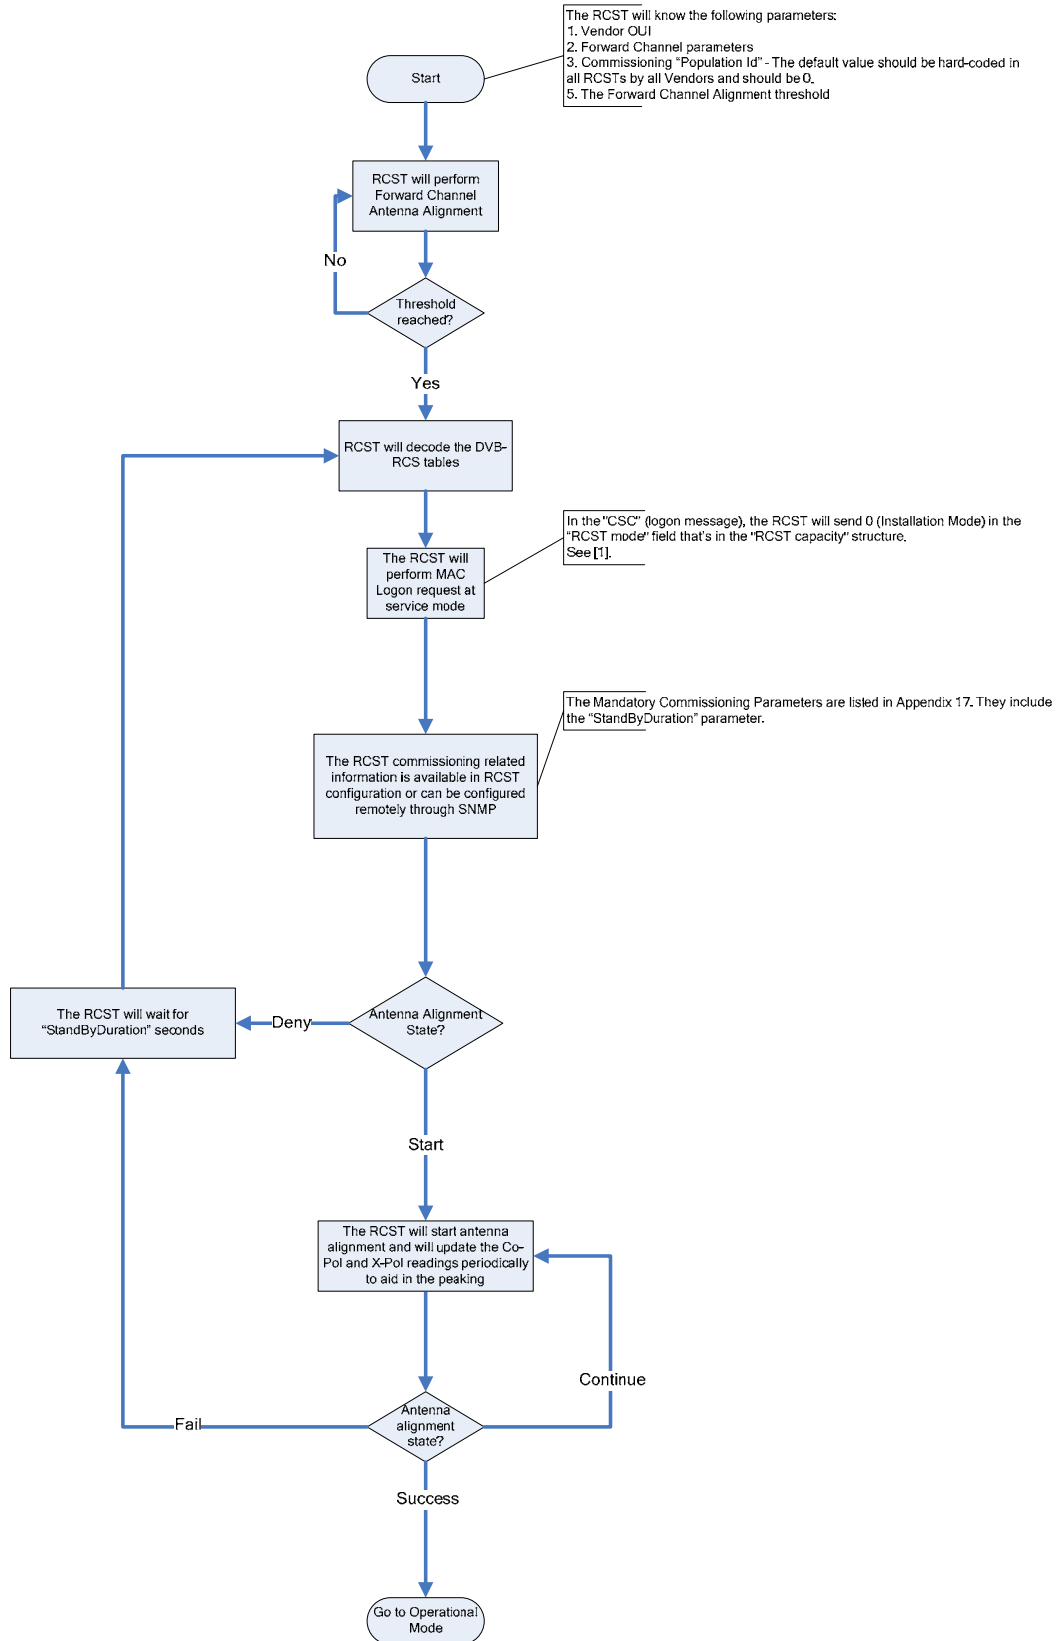 The RCST will know the following parameters:
1. Vendor OUI
2. Forward Channel parameters
3. Commissioning “Population Id” - The default value should be hard-coded in
all RCSTs by all Vendors and should be 0.
5. The Forward Channel Alignment threshold
Start
RCST will perform
Forward Channel
Antenna Alignment
No
Threshold
reached?
Yes
RCST will decode the DVB-
RCS tables
In the "CSC" (logon message), the RCST will send 0 (Installation Mode) in the
“RCST mode” field that's in the "RCST capacity" structure.
See [1].
The RCST will
perform MAC
Logon request at
service mode
The Mandatory Commissioning Parameters are listed in Appendix 17. They include
the “StandByDuration” parameter.
The RCST commissioning related
information is available in RCST
configuration or can be configured
remotely through SNMP
The RCST will wait for
“StandByDuration” seconds
Deny
Antenna Alignment
State?
Start
The RCST will start antenna
alignment and will update the Co-
Pol and X-Pol readings periodically
to aid in the peaking
Continue
Fail
Antenna
alignment
state?
Success
Go to Operational
Mode